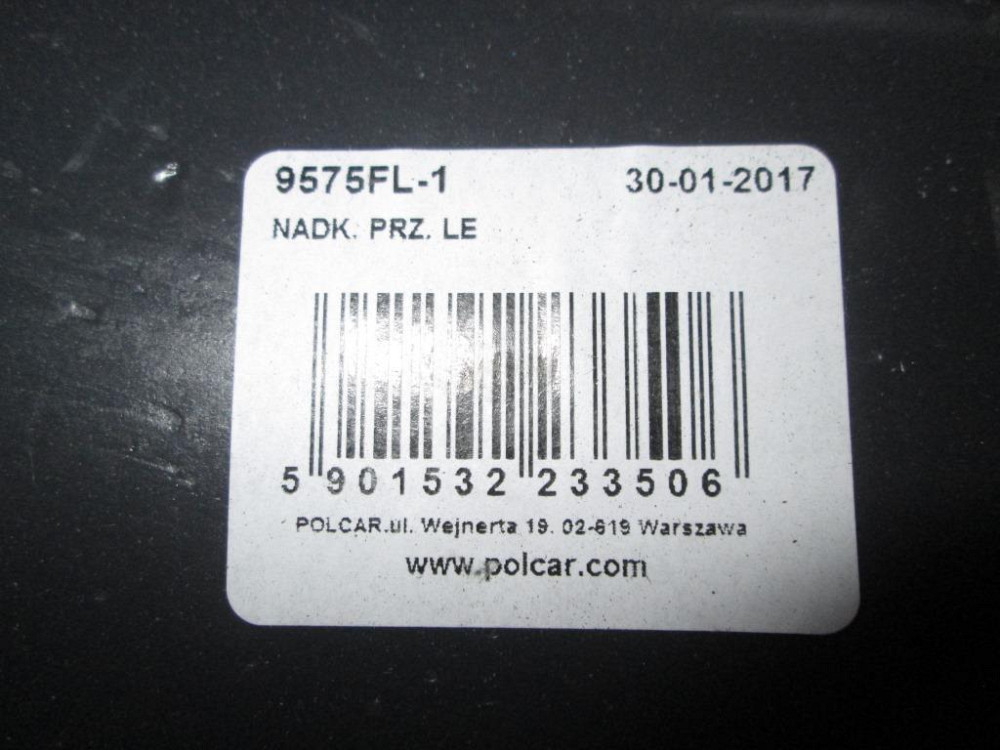 9575FL-1 30-01-2017
NADK. PRZ. LE
5 901532 233506
POLCAR.ul. Wejnerta 19. 02-619 Warszawa
www.polcar.com